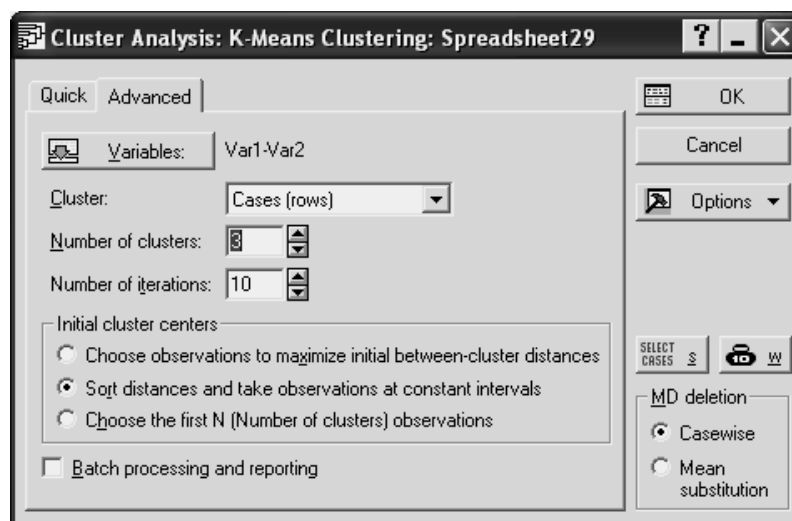 Cluster Analysis: K-Means Clustering: Spreadsheet29
Quick Advanced
Variables: Var1-Var2
Cluster: Cases (rows)
Number of clusters: 3
Number of iterations: 10
Initial cluster centers
Choose observations to maximize initial between-cluster distances
Sort distances and take observations at constant intervals
Choose the first N (Number of clusters) observations
Batch processing and reporting
OK
Cancel
Options
SELECT
CASES S W
MD deletion
Casewise
Mean
substitution